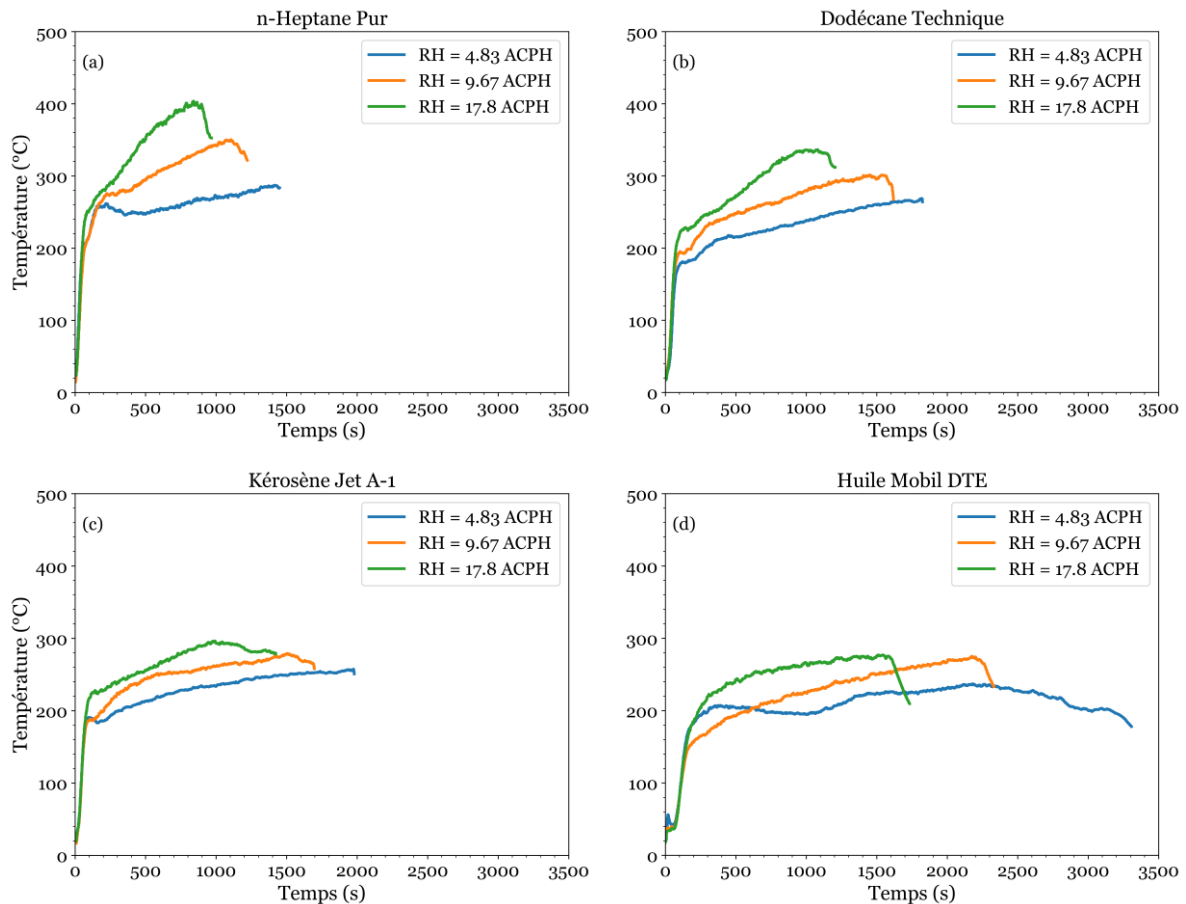 n-Heptane Pur
(a)
RH = 4.83 ACPH
RH = 9.67 ACPH
RH = 17.8 ACPH
500
400
300
200
100
0
Température (°C)
0 500 1000 1500 2000 2500 3000 3500
Temps (s)
Dodécane Technique
(b)
RH = 4.83 ACPH
RH = 9.67 ACPH
RH = 17.8 ACPH
500
400
300
200
100
0
0 500 1000 1500 2000 2500 3000 3500
Temps (s)
Kérosène Jet A-1
(c)
RH = 4.83 ACPH
RH = 9.67 ACPH
RH = 17.8 ACPH
500
400
300
200
100
0
Température (°C)
0 500 1000 1500 2000 2500 3000 3500
Temps (s)
Huile Mobil DTE
(d)
RH = 4.83 ACPH
RH = 9.67 ACPH
RH = 17.8 ACPH
500
400
300
200
100
0
0 500 1000 1500 2000 2500 3000 3500
Temps (s)